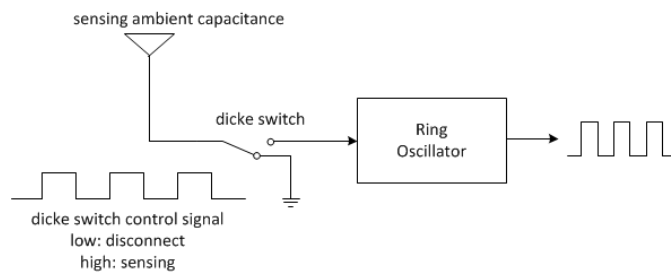 sensing ambient capacitance
dicke switch
Ring
Oscillator
dicke switch control signal
low: disconnect
high: sensing